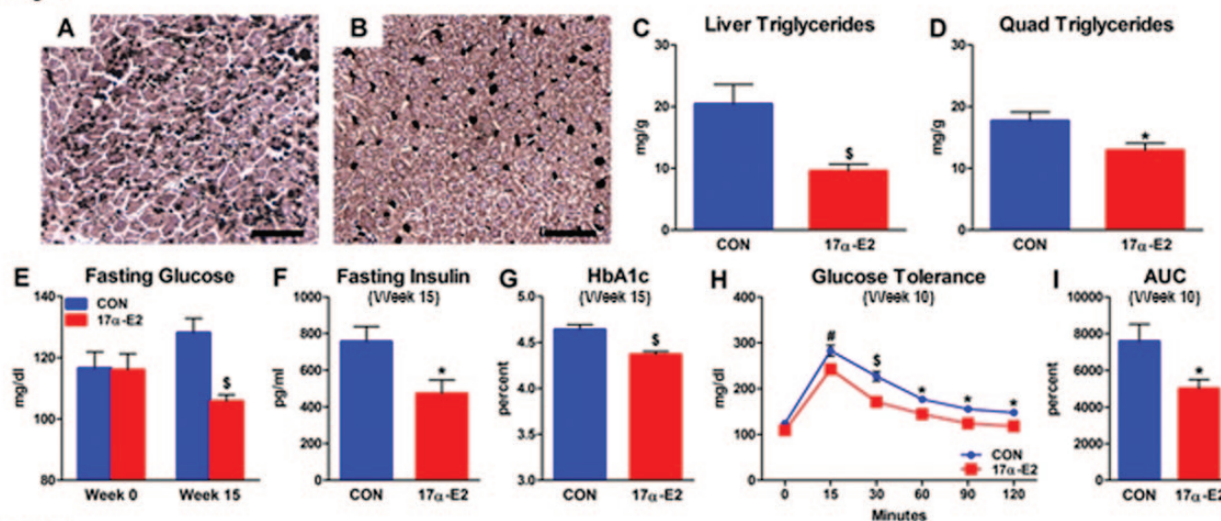 A
B
C Liver Triglycerides
30
20
10
0
mg/g
CON 17α-E2
$
D Quad Triglycerides
30
20
10
0
mg/g
CON 17α-E2
*
E Fasting Glucose
CON
17α-E2
140
120
100
80
mg/dl
$
Week 0 Week 15
F Fasting Insulin
(Week 15)
1000
800
600
400
200
0
pg/ml
*
CON 17α-E2
G HbA1c
(Week 15)
5.0
4.5
4.0
3.5
3.0
percent
$
CON 17α-E2
H Glucose Tolerance
(Week 10)
400
300
200
100
0
mg/dl
# $ * * *
CON
17α-E2
0 15 30 60 90 120
Minutes
I AUC
(Week 10)
10000
8000
6000
4000
2000
0
percent
*
CON 17α-E2